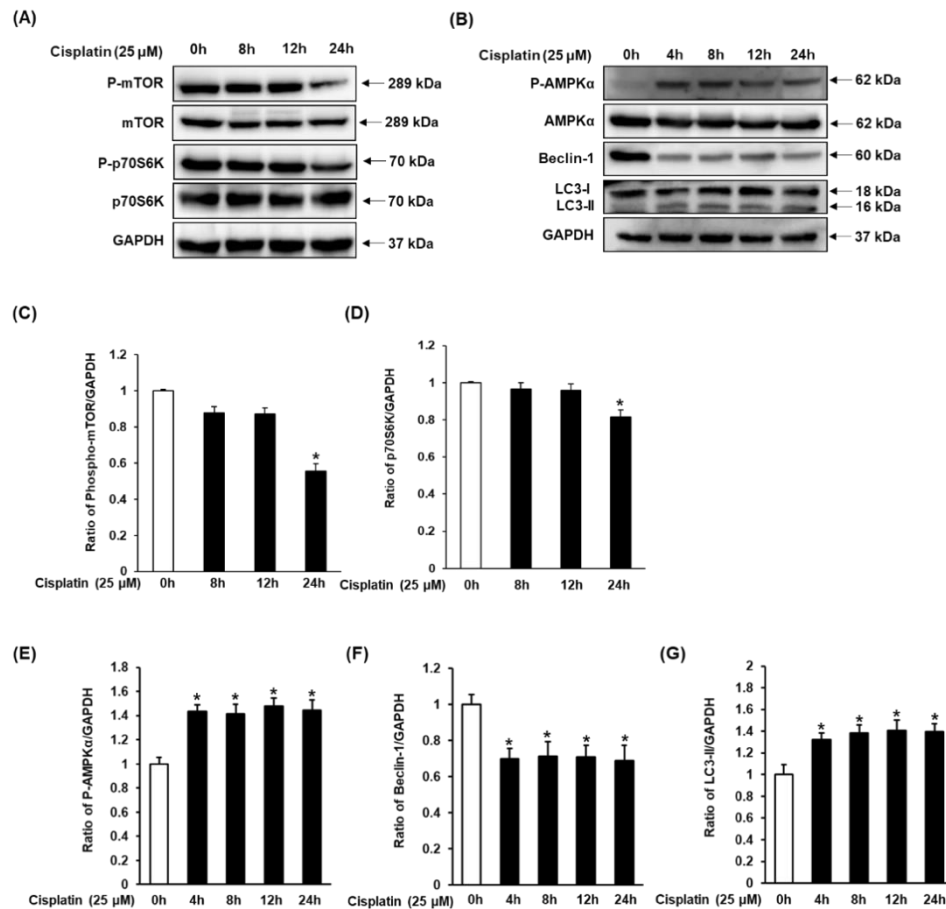 (A)
Cisplatin (25 μM) 0h 8h 12h 24h
P-mTOR 289 kDa
mTOR 289 kDa
P-p70S6K 70 kDa
p70S6K 70 kDa
GAPDH 37 kDa
(B)
Cisplatin (25 μM) 0h 4h 8h 12h 24h
P-AMPKα 62 kDa
AMPKα 62 kDa
Beclin-1 60 kDa
LC3-I 18 kDa
LC3-II 16 kDa
GAPDH 37 kDa
(C)
Ratio of Phospho-mTOR/GAPDH
1.2
1
0.8
0.6
0.4
0.2
0
*
Cisplatin (25 μM) 0h 8h 12h 24h
(D)
Ratio of p70S6K/GAPDH
1.2
1
0.8
0.6
0.4
0.2
0
*
Cisplatin (25 μM) 0h 8h 12h 24h
(E)
Ratio of P-AMPKα/GAPDH
1.8
1.6
1.4
1.2
1
0.8
0.6
0.4
0.2
0
* * * *
Cisplatin (25 μM) 0h 4h 8h 12h 24h
(F)
Ratio of Beclin-1/GAPDH
1.2
1
0.8
0.6
0.4
0.2
0
* * * *
Cisplatin (25 μM) 0h 4h 8h 12h 24h
(G)
Ratio of LC3-II/GAPDH
2
1.8
1.6
1.4
1.2
1
0.8
0.6
0.4
0.2
0
* * * *
Cisplatin (25 μM) 0h 4h 8h 12h 24h